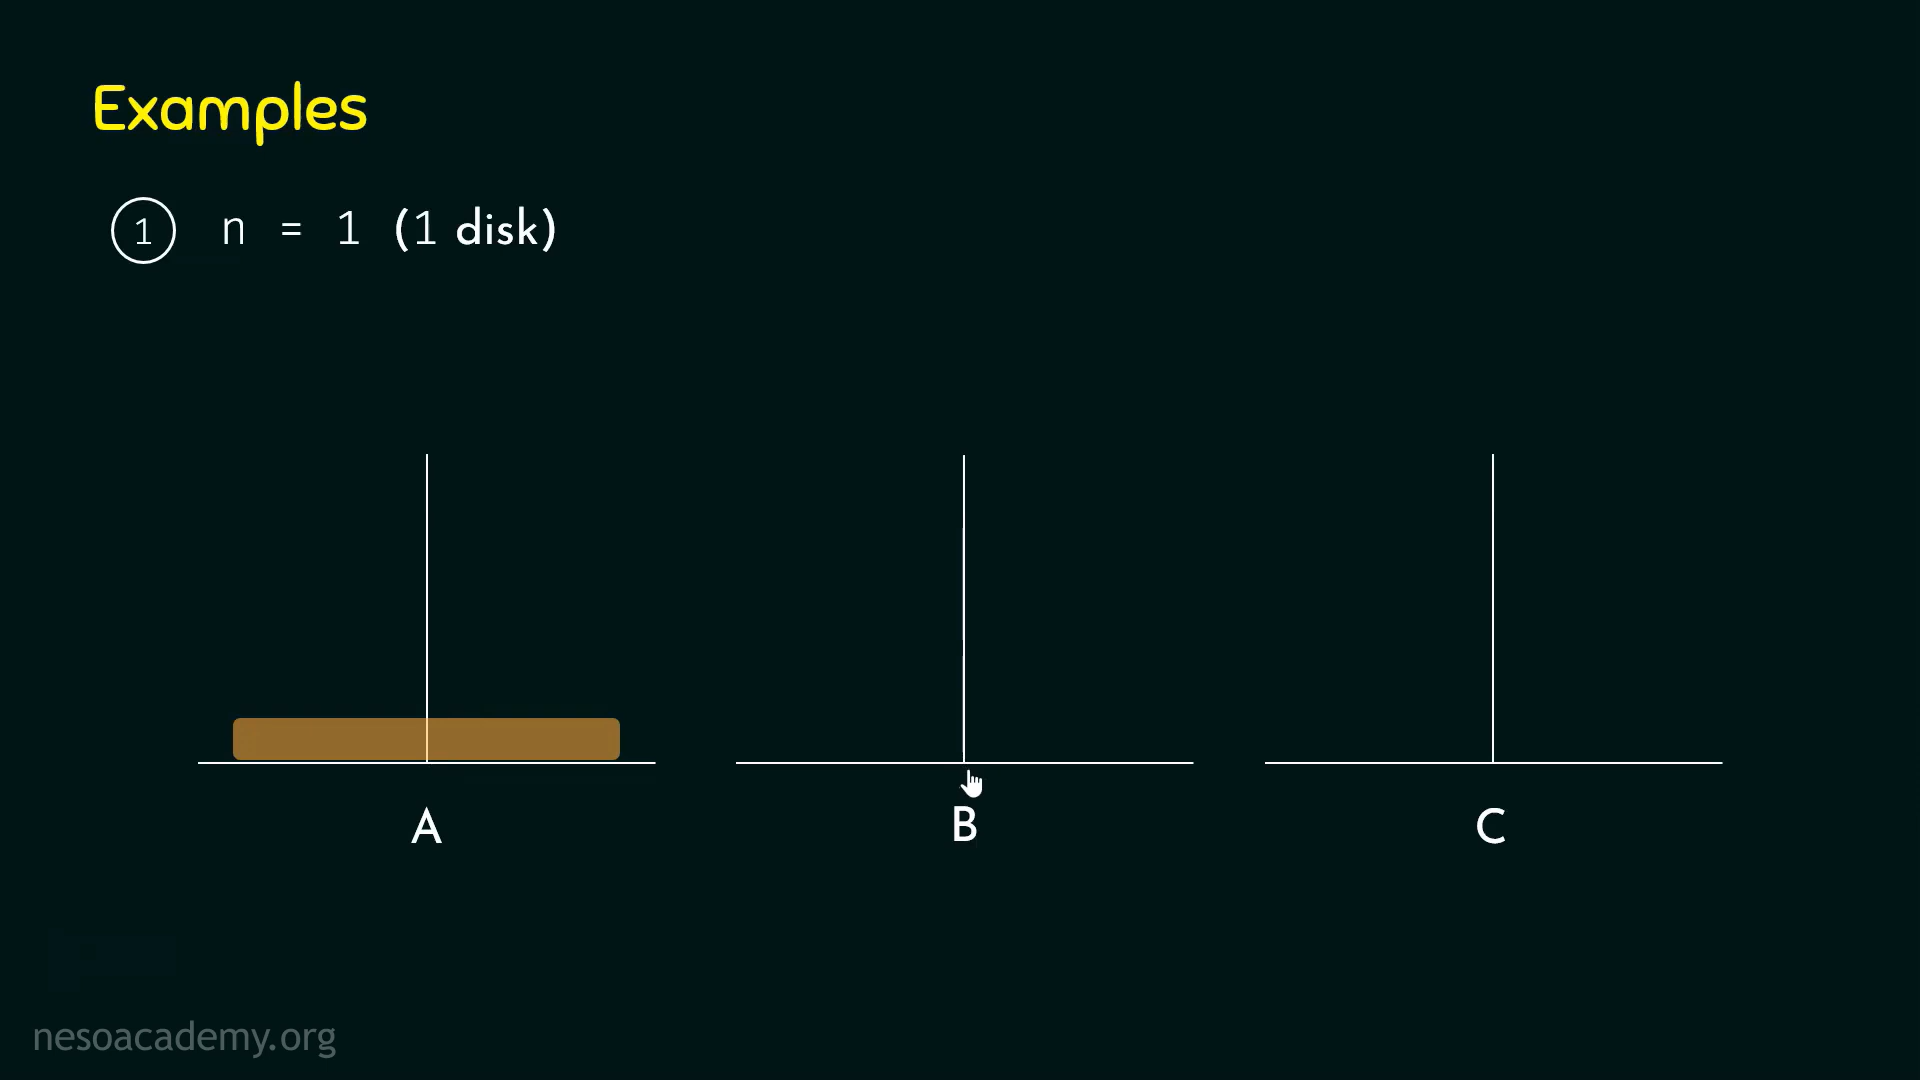 Examples
1 n = 1 (1 disk)
A B C
nesoacademy.org